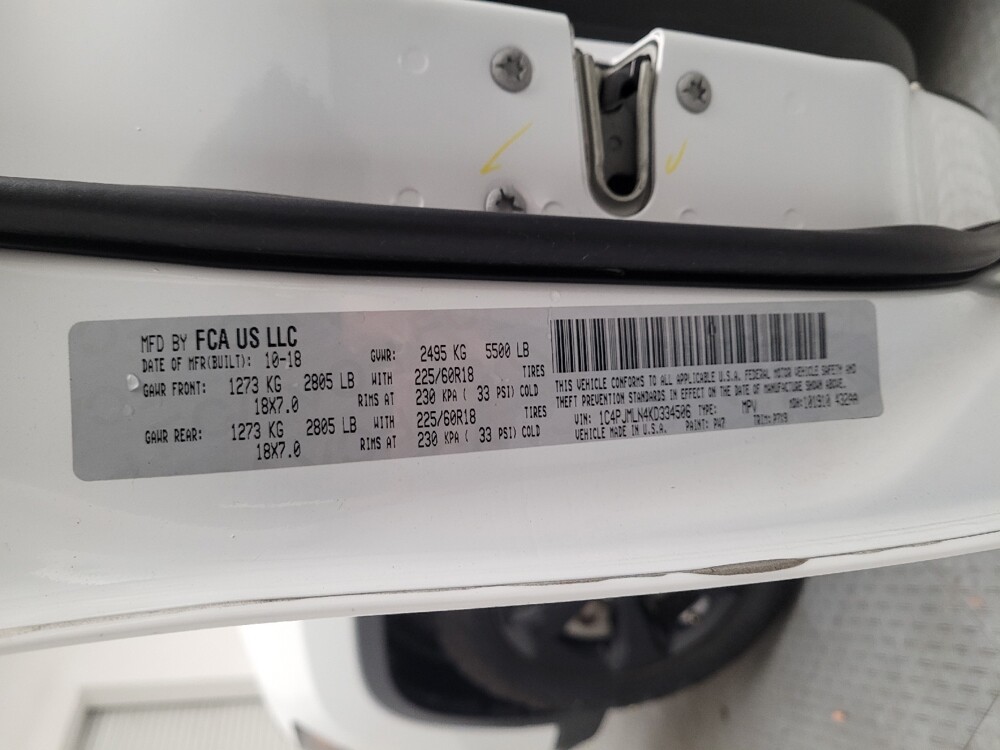 MFD BY FCA US LLC
DATE OF MFR(BUILT): 10-18 GVWR: 2495 KG 5500 LB
GAWR FRONT: 1273 KG 2805 LB WITH 225/60R18 TIRES
18X7.0 RIMS AT 230 KPA ( 33 PSI) COLD
GAWR REAR: 1273 KG 2805 LB WITH 225/60R18 TIRES
18X7.0 RIMS AT 230 KPA ( 33 PSI) COLD
THIS VEHICLE CONFORMS TO ALL APPLICABLE U.S.A. FEDERAL MOTOR VEHICLE SAFETY AND
THEFT PREVENTION STANDARDS IN EFFECT ON THE DATE OF MANUFACTURE SHOWN ABOVE.
VIN: 1C4PJMLN4KD334506 TYPE: MPV MDH: 101910 432AA
VEHICLE MADE IN U.S.A. PAINT: PW7 TRIM: